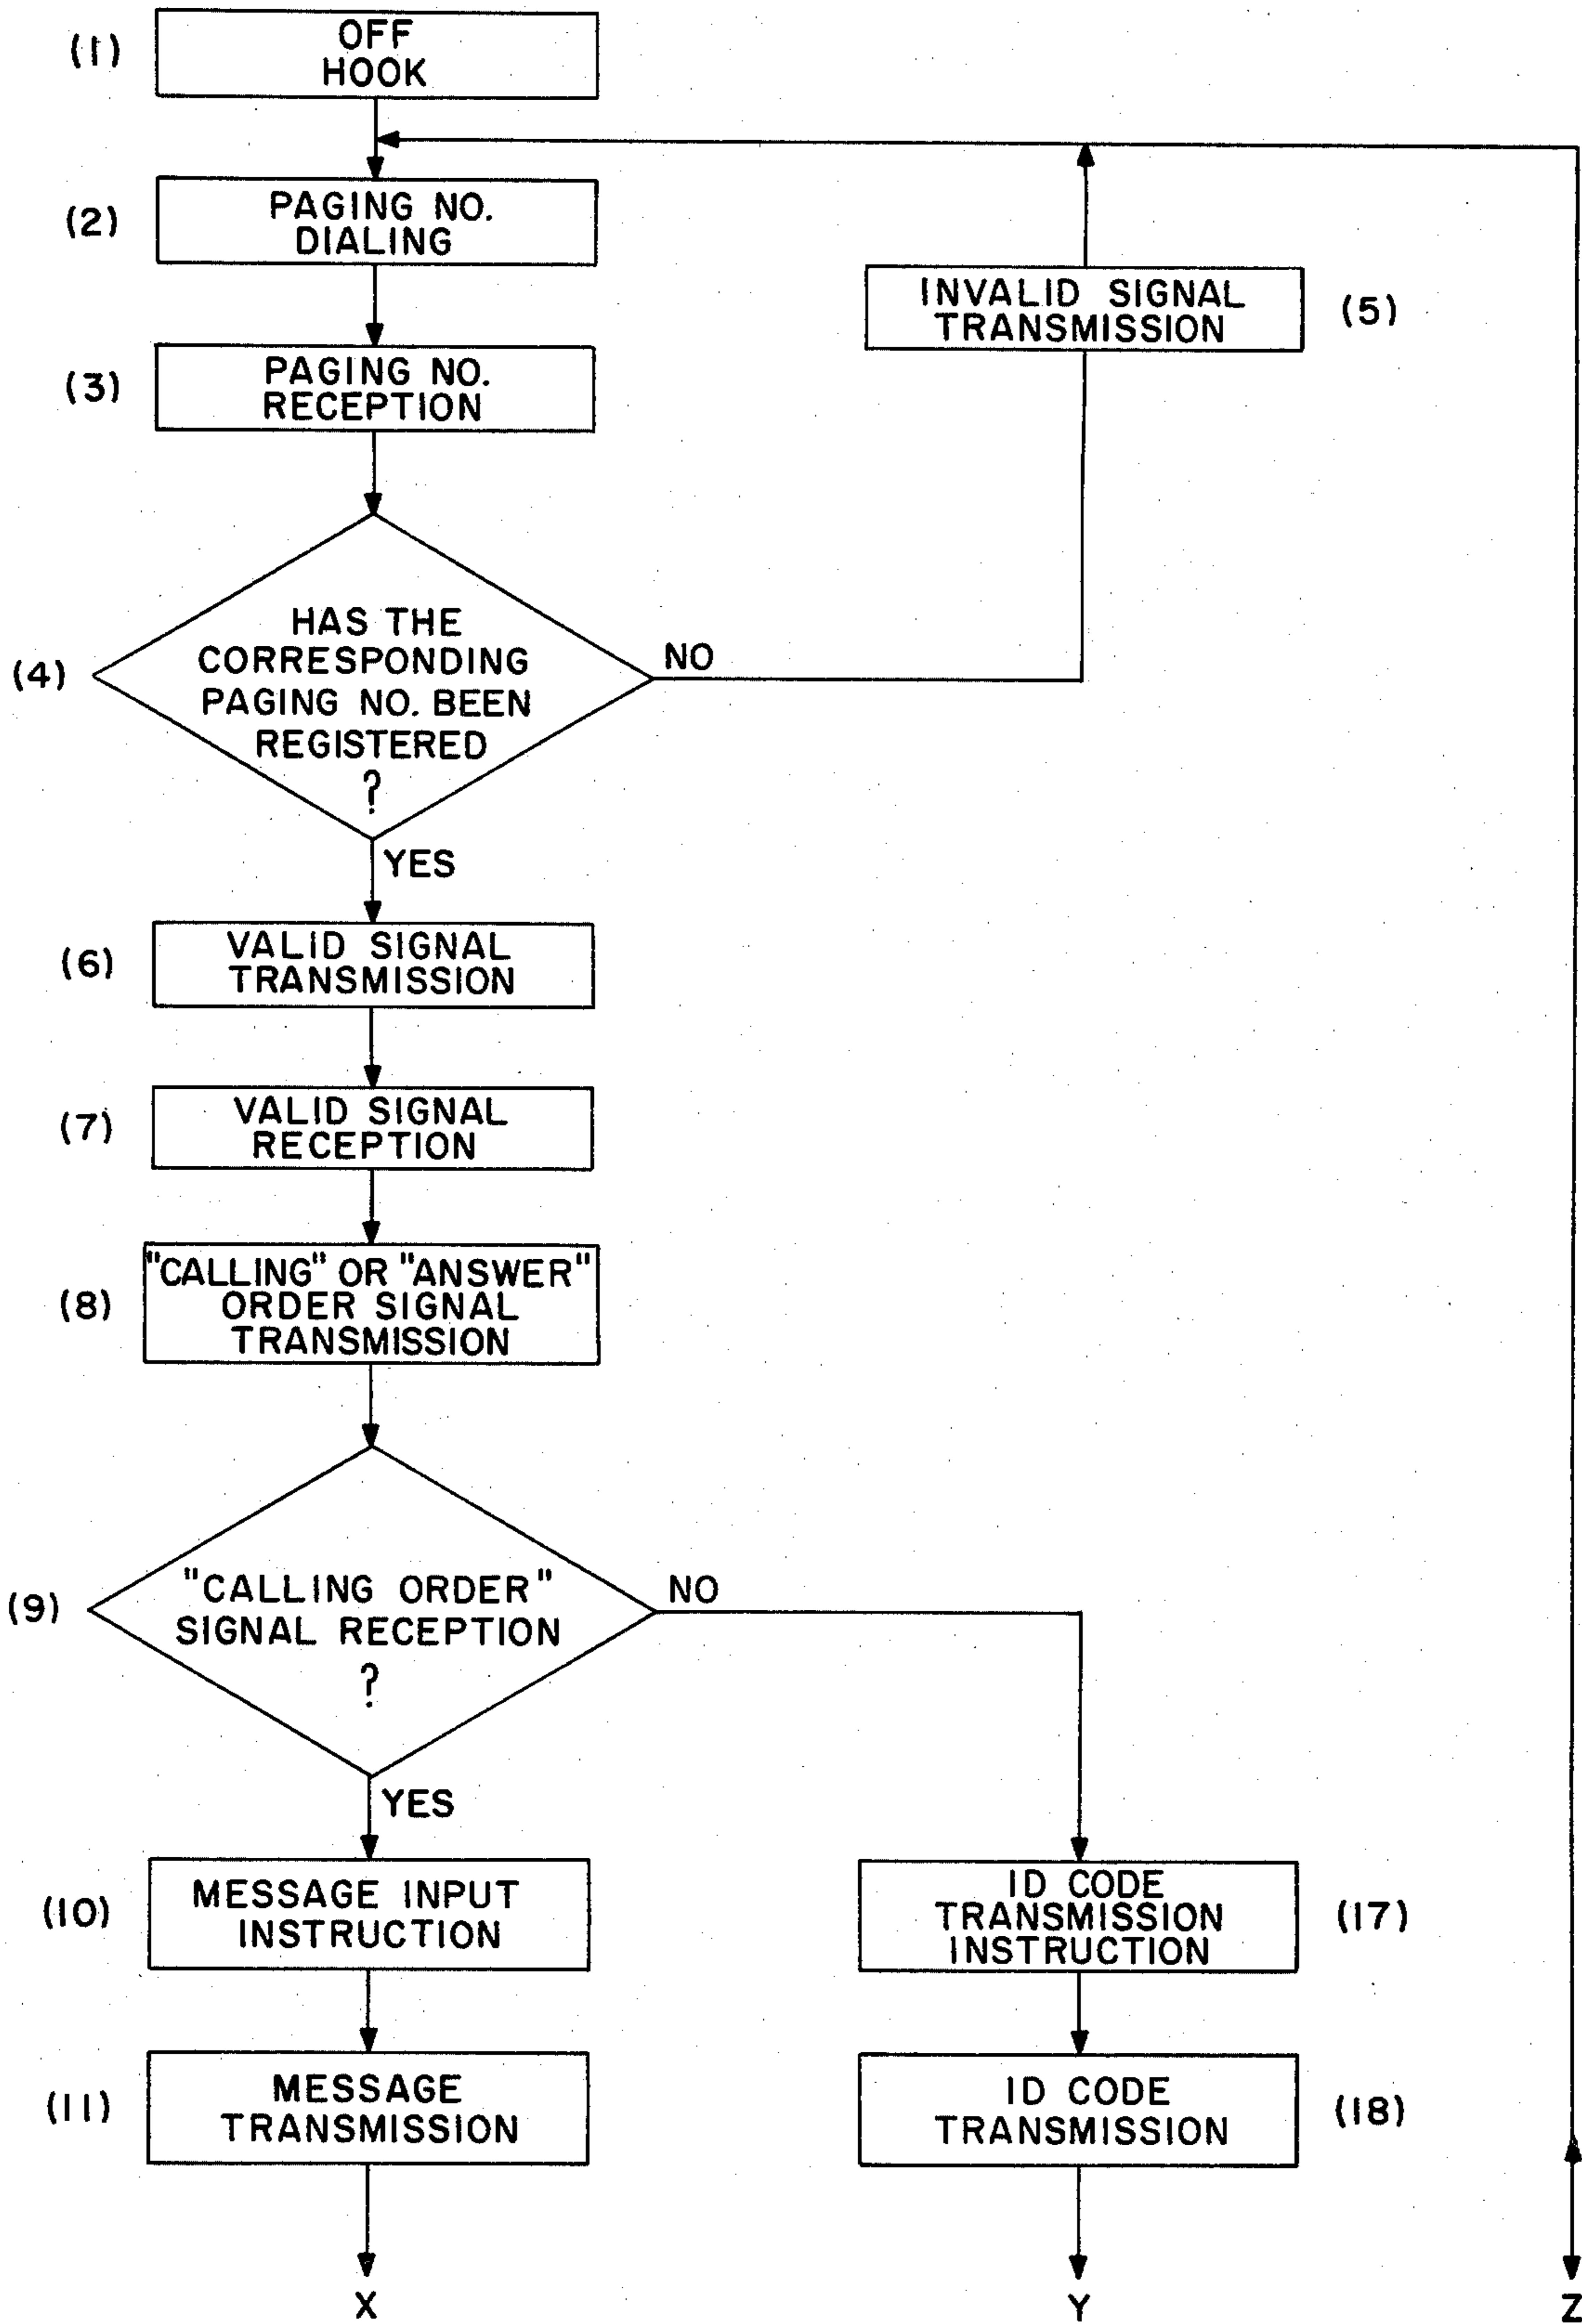 (1)
OFF
HOOK
(2)
PAGING NO.
DIALING
INVALID SIGNAL
TRANSMISSION
(5)
(3)
PAGING NO.
RECEPTION
(4)
HAS THE
CORRESPONDING
PAGING NO. BEEN
REGISTERED
?
NO
YES
(6)
VALID SIGNAL
TRANSMISSION
(7)
VALID SIGNAL
RECEPTION
(8)
"CALLING" OR "ANSWER"
ORDER SIGNAL
TRANSMISSION
(9)
"CALLING ORDER"
SIGNAL RECEPTION
?
NO
YES
(10)
MESSAGE INPUT
INSTRUCTION
ID CODE
TRANSMISSION
INSTRUCTION
(17)
(11)
MESSAGE
TRANSMISSION
ID CODE
TRANSMISSION
(18)
X
Y
Z